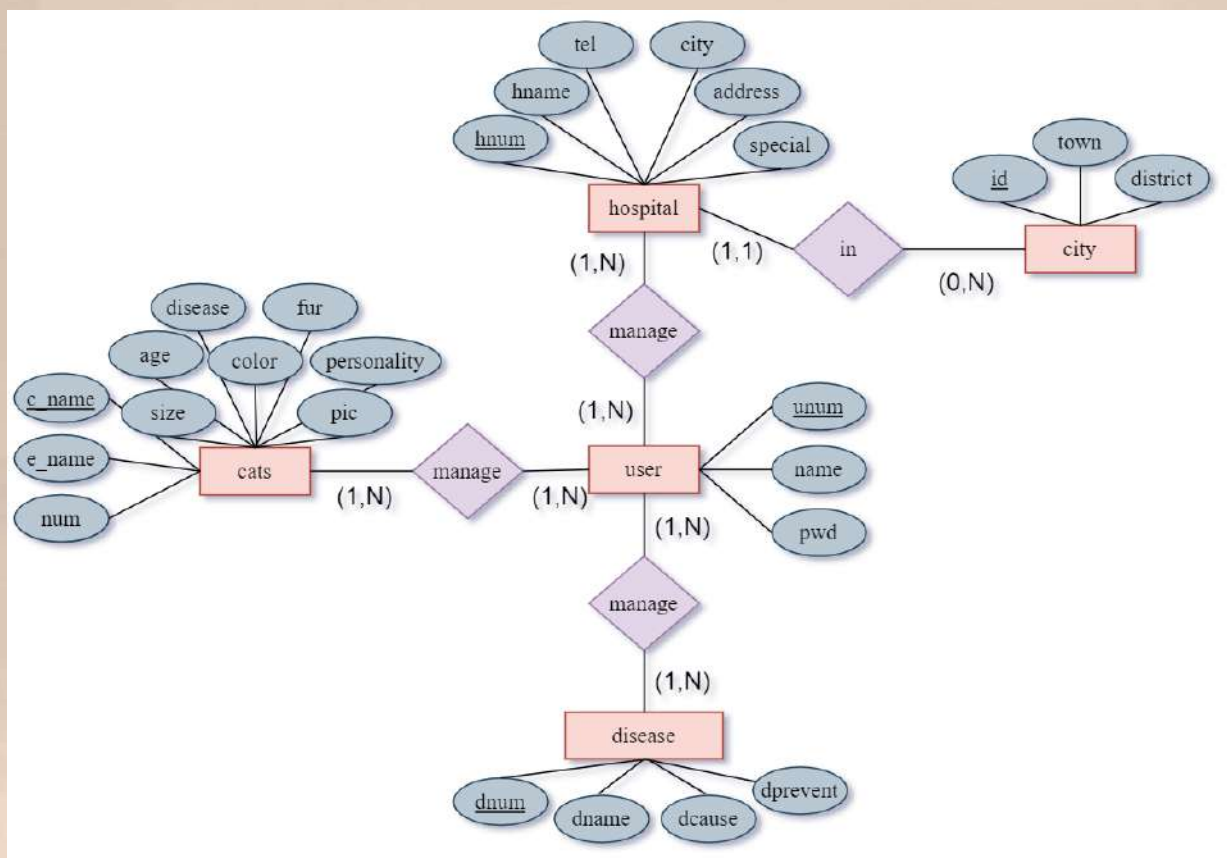 tel
city
hname
address
hnum
special
town
id
district
hospital
city
(1,N)
(1,1)
in
(0,N)
manage
disease
fur
age
color
personality
c_name
size
pic
(1,N)
unum
e_name
cats
manage
user
name
(1,N)
(1,N)
num
(1,N)
pwd
manage
(1,N)
disease
dnum
dname
dcause
dprevent